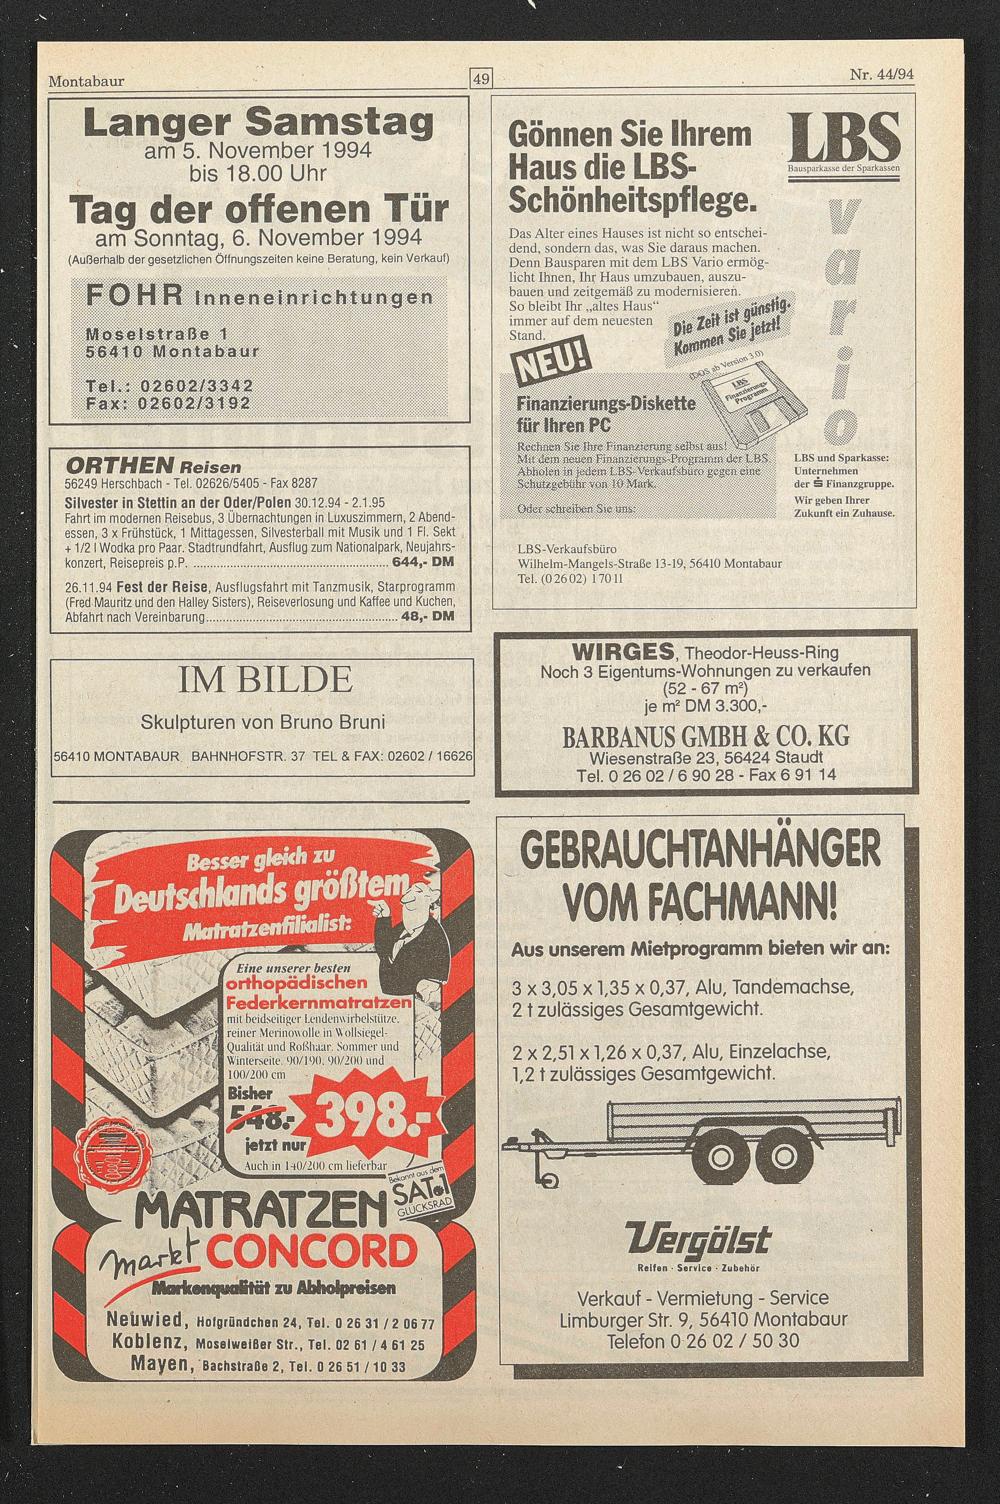 Montabaur
49
Nr. 44/94
Langer Samstag
am 5. November 1994
bis 18.00 Uhr
Tag der offenen Tür
am Sonntag, 6. November 1994
(Außerhalb der gesetzlichen Öffnungszeiten keine Beratung, kein Verkauf)
FOHR Inneneinrichtungen
Moselstraße 1
56410 Montabaur
Tel.: 02602/3342
Fax: 02602/3192
ORTHEN Reisen
56249 Herschbach - Tel. 02626/5405 - Fax 8287
Silvester in Stettin an der Oder/Polen 30.12.94 - 2.1.95
Fahrt im modernen Reisebus, 3 Übernachtungen in Luxuszimmern, 2 Abend-
essen, 3 x Frühstück, 1 Mittagessen, Silvesterball mit Musik und 1 Fl. Sekt
+ 1/2 l Wodka pro Paar. Stadtrundfahrt, Ausflug zum Nationalpark, Neujahrs-
konzert, Reisepreis p.P. ........................................ 644,- DM
26.11.94 Fest der Reise, Ausflugsfahrt mit Tanzmusik, Starprogramm
(Fred Mauritz und den Halley Sisters), Reiseverlosung und Kaffee und Kuchen,
Abfahrt nach Vereinbarung........................................ 48,- DM
IM BILDE
Skulpturen von Bruno Bruni
56410 MONTABAUR BAHNHOFSTR. 37 TEL & FAX: 02602 / 16626
Besser gleich zu
Deutschlands größtem
Matratzenfilialist:
Eine unserer besten
orthopädischen
Federkernmatratzen
mit beidseitiger Lendenwirbelstütze.
reiner Merinowolle in Wollsiegel-
Qualität und Roßhaar. Sommer und
Winterseite. 90/190, 90/200 und
100/200 cm
Bisher
548.-
398.-
jetzt nur
Auch in 140/200 cm lieferbar
Bekannt aus dem
SAT.1
GLÜCKSRAD
MATRATZEN
markt CONCORD
Markenqualität zu Abholpreisen
Neuwied, Hofgründchen 24, Tel. 0 26 31 / 2 06 77
Koblenz, Moselweißer Str., Tel. 02 61 / 4 61 25
Mayen, Bachstraße 2, Tel. 0 26 51 / 10 33
Gönnen Sie Ihrem
Haus die LBS-
Schönheitspflege.
LBS
Bausparkasse der Sparkassen
vario
Das Alter eines Hauses ist nicht so entschei-
dend, sondern das, was Sie daraus machen.
Denn Bausparen mit dem LBS Vario ermög-
licht Ihnen, Ihr Haus umzubauen, auszu-
bauen und zeitgemäß zu modernisieren.
So bleibt Ihr „altes Haus“
immer auf dem neuesten
Stand.
Die Zeit ist günstig.
Kommen Sie jetzt!
NEU!
(DOS ab Version 3.0)
LBS
Finanzierungs-
Programm
Finanzierungs-Diskette
für Ihren PC
Rechnen Sie Ihre Finanzierung selbst aus!
Mit dem neuen Finanzierungs-Programm der LBS.
Abholen in jedem LBS-Verkaufsbüro gegen eine
Schutzgebühr von 10 Mark.
Oder schreiben Sie uns:
LBS und Sparkasse:
Unternehmen
der S Finanzgruppe.
Wir geben Ihrer
Zukunft ein Zuhause.
LBS-Verkaufsbüro
Wilhelm-Mangels-Straße 13-19, 56410 Montabaur
Tel. (0 26 02) 1 70 11
WIRGES, Theodor-Heuss-Ring
Noch 3 Eigentums-Wohnungen zu verkaufen
(52 - 67 m²)
je m² DM 3.300,-
BARBANUS GMBH & CO. KG
Wiesenstraße 23, 56424 Staudt
Tel. 0 26 02 / 6 90 28 - Fax 6 91 14
GEBRAUCHTANHÄNGER
VOM FACHMANN!
Aus unserem Mietprogramm bieten wir an:
3 x 3,05 x 1,35 x 0,37, Alu, Tandemachse,
2 t zulässiges Gesamtgewicht.
2 x 2,51 x 1,26 x 0,37, Alu, Einzelachse,
1,2 t zulässiges Gesamtgewicht.
Vergölst
Reifen · Service · Zubehör
Verkauf - Vermietung - Service
Limburger Str. 9, 56410 Montabaur
Telefon 0 26 02 / 50 30